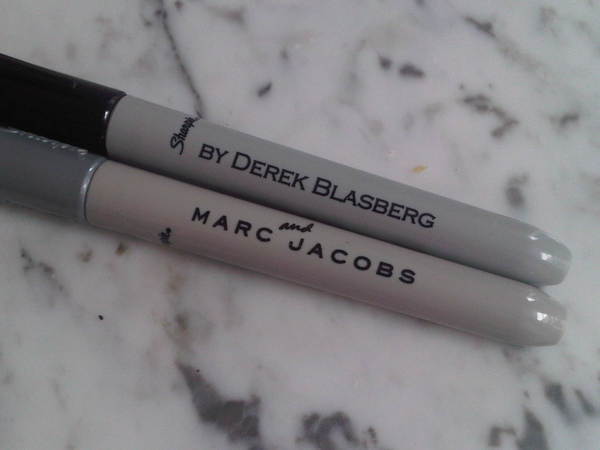 Sharpie
BY DEREK BLASBERG
and
MARC JACOBS